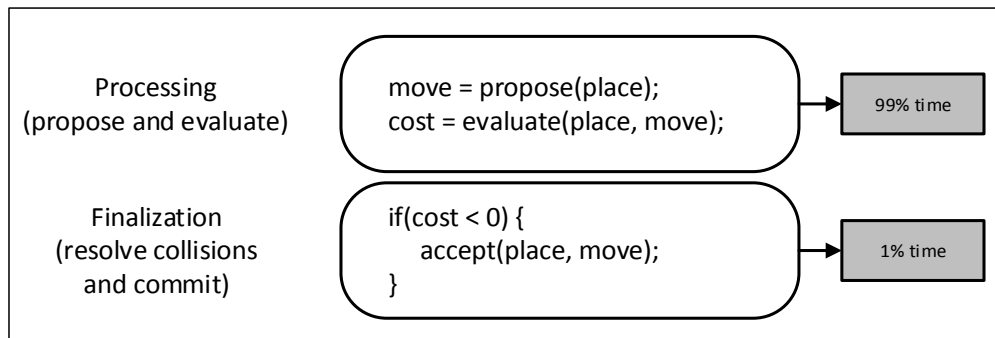 Processing
(propose and evaluate)
move = propose(place);
cost = evaluate(place, move);
99% time
Finalization
(resolve collisions
and commit)
if(cost < 0) {
accept(place, move);
}
1% time